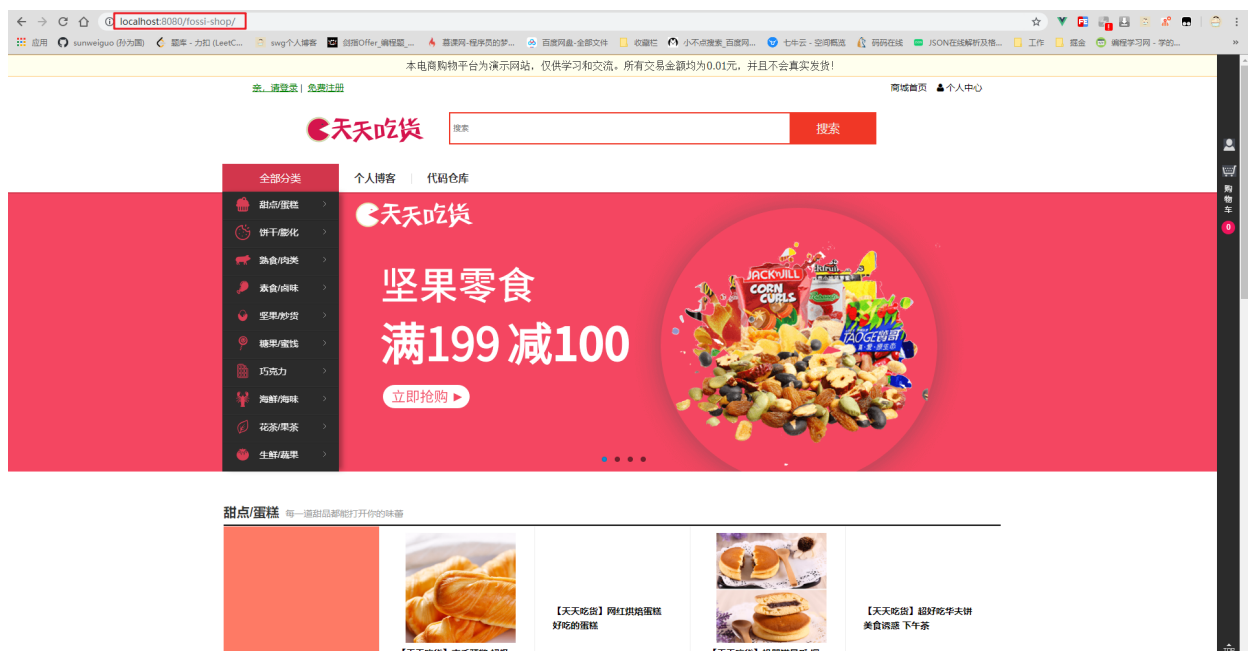 localhost:8080/fossi-shop/
应用 sunweiguo (孙为国) 题库 - 力扣 (LeetC... swg个人博客 剑指Offer_编程题_... 慕课网-程序员的梦... 百度网盘-全部文件 收藏栏 小不点搜索_百度网... 七牛云 - 空间概览 码码在线 JSON在线解析及格... 工作 掘金 编程学习网 - 学的... »
本电商购物平台为演示网站，仅供学习和交流。所有交易金额均为0.01元，并且不会真实发货！
亲，请登录 | 免费注册 商城首页 个人中心
天天吃货 搜索 搜索
全部分类 个人博客 代码仓库
甜点/蛋糕
饼干/膨化
熟食/肉类
素食/卤味
坚果/炒货
糖果/蜜饯
巧克力
海鲜/海味
花茶/果茶
生鲜/蔬果
天天吃货
坚果零食
满199 减100
立即抢购
JACK'nJILL
CORN
CURLS
购
物
车
0
甜点/蛋糕 每一道甜品都能打开你的味蕾
【天天吃货】网红烘焙蛋糕
好吃的蛋糕
【天天吃货】超好吃华夫饼
美食诱惑 下午茶
TOP